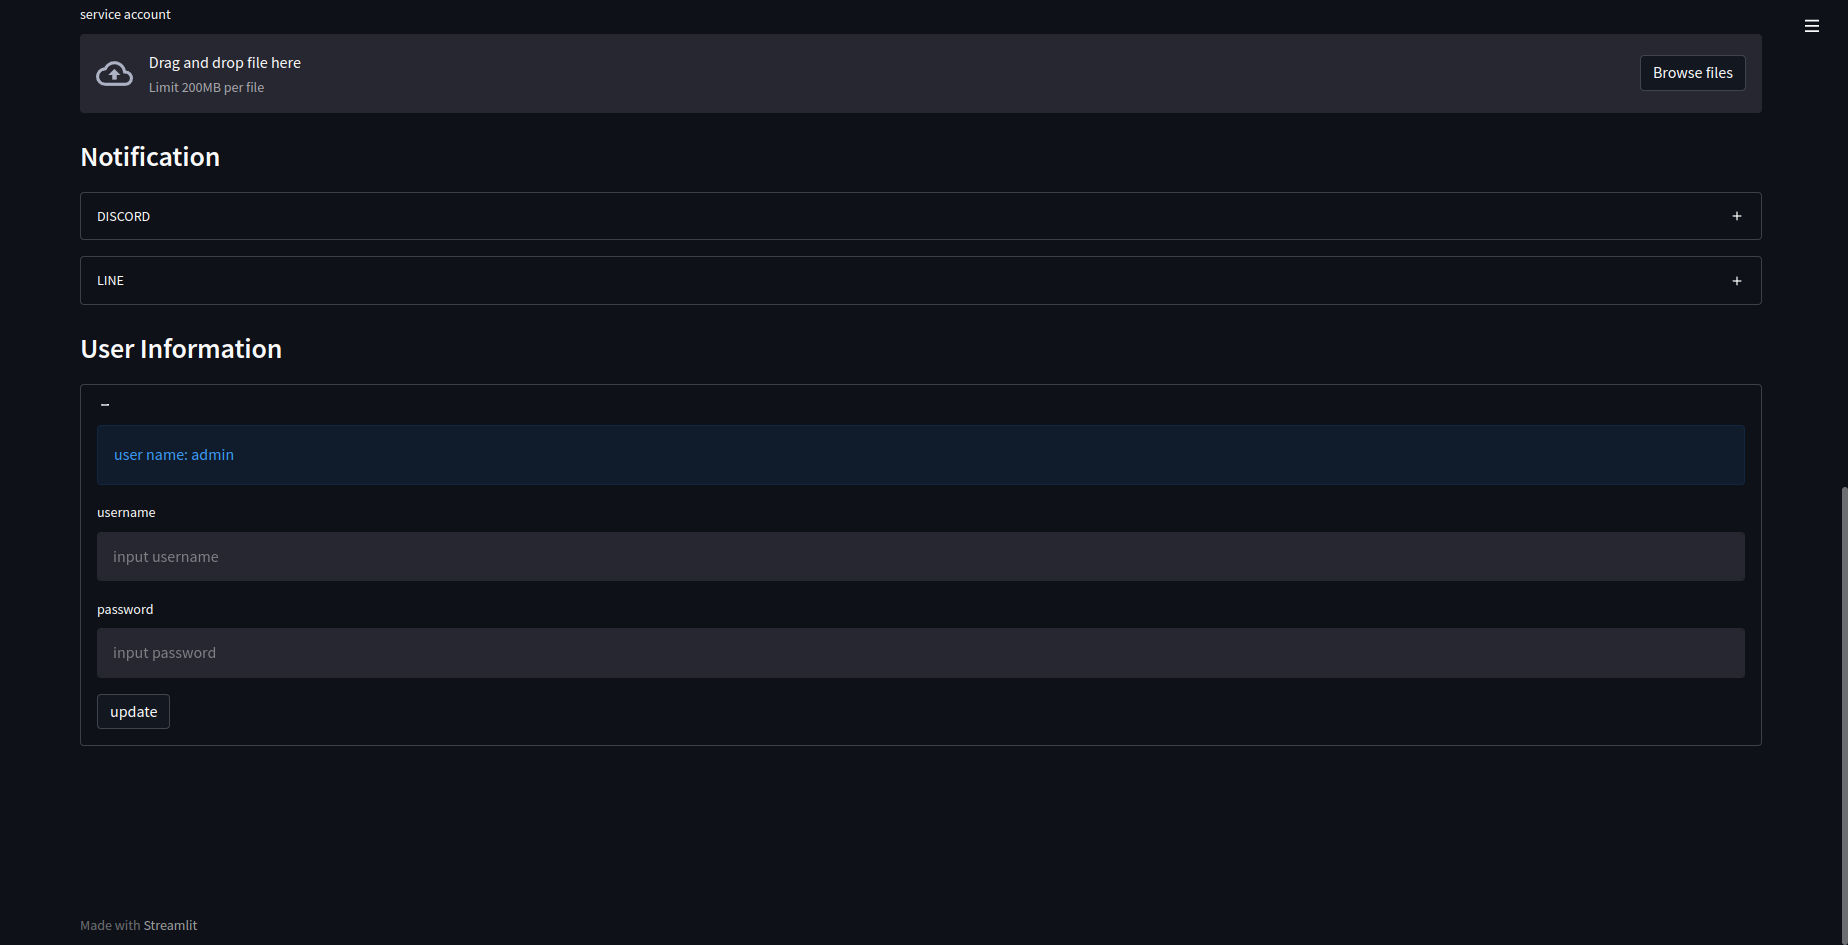 service account
Drag and drop file here
Limit 200MB per file
Browse files
Notification
DISCORD
LINE
User Information
user name: admin
username
input username
password
input password
update
Made with Streamlit